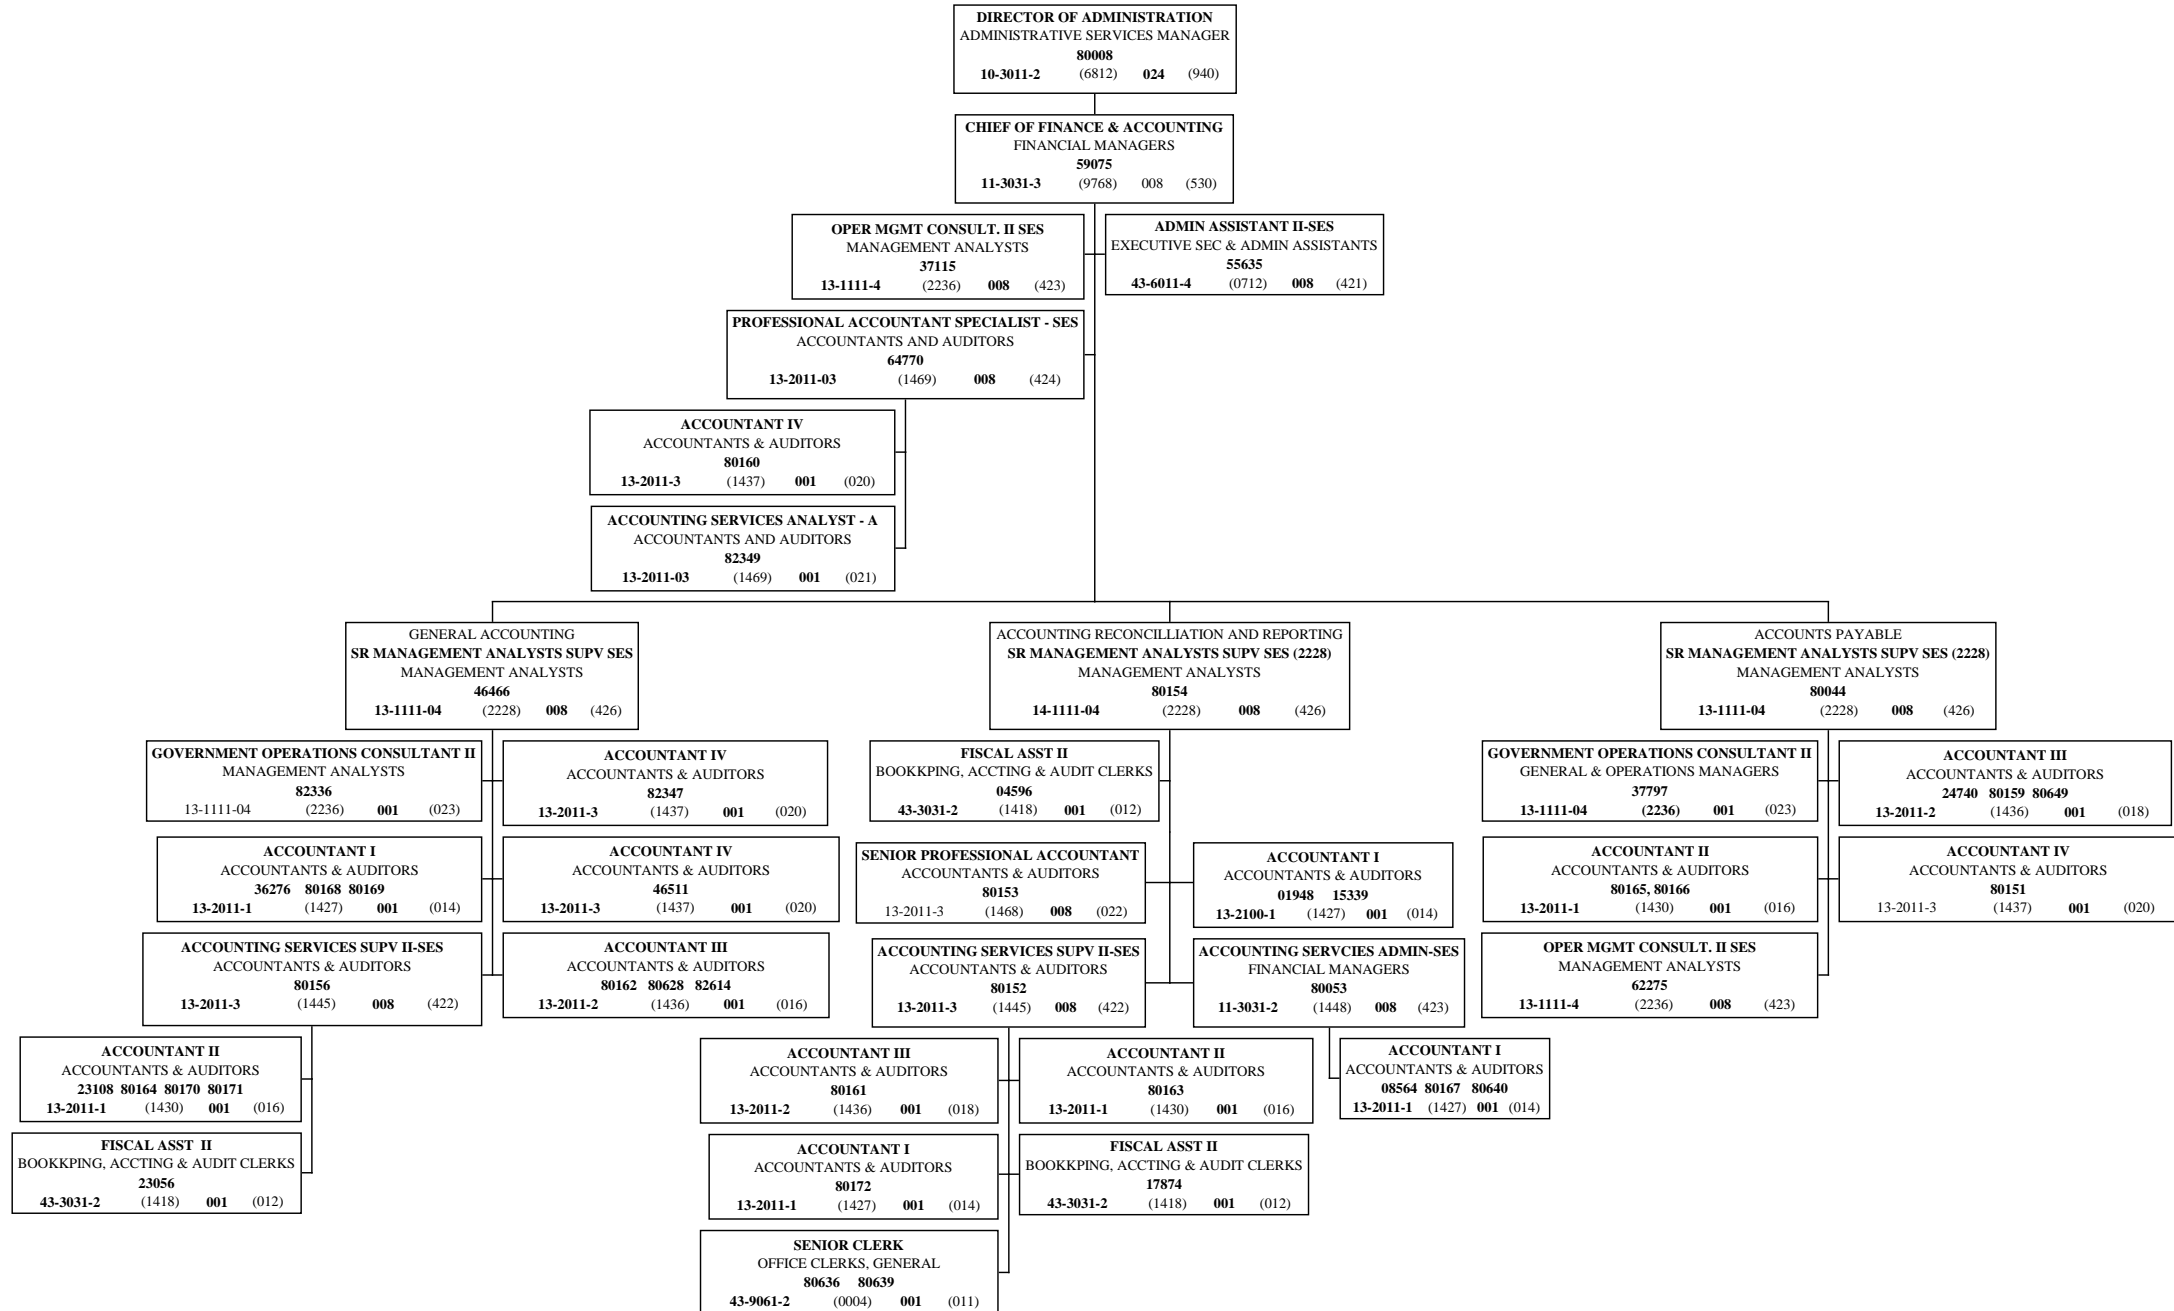 DIRECTOR OF ADMINISTRATION
ADMINISTRATIVE SERVICES MANAGER
80008
10-3011-2 (6812) 024 (940)
CHIEF OF FINANCE & ACCOUNTING
FINANCIAL MANAGERS
59075
11-3031-3 (9768) 008 (530)
OPER MGMT CONSULT. II SES
MANAGEMENT ANALYSTS
37115
13-1111-4 (2236) 008 (423)
ADMIN ASSISTANT II-SES
EXECUTIVE SEC & ADMIN ASSISTANTS
55635
43-6011-4 (0712) 008 (421)
PROFESSIONAL ACCOUNTANT SPECIALIST - SES
ACCOUNTANTS AND AUDITORS
64770
13-2011-03 (1469) 008 (424)
ACCOUNTANT IV
ACCOUNTANTS & AUDITORS
80160
13-2011-3 (1437) 001 (020)
ACCOUNTING SERVICES ANALYST - A
ACCOUNTANTS AND AUDITORS
82349
13-2011-03 (1469) 001 (021)
GENERAL ACCOUNTING
SR MANAGEMENT ANALYSTS SUPV SES
MANAGEMENT ANALYSTS
46466
13-1111-04 (2228) 008 (426)
ACCOUNTING RECONCILLIATION AND REPORTING
SR MANAGEMENT ANALYSTS SUPV SES (2228)
MANAGEMENT ANALYSTS
80154
14-1111-04 (2228) 008 (426)
ACCOUNTS PAYABLE
SR MANAGEMENT ANALYSTS SUPV SES (2228)
MANAGEMENT ANALYSTS
80044
13-1111-04 (2228) 008 (426)
GOVERNMENT OPERATIONS CONSULTANT II
MANAGEMENT ANALYSTS
82336
13-1111-04 (2236) 001 (023)
ACCOUNTANT IV
ACCOUNTANTS & AUDITORS
82347
13-2011-3 (1437) 001 (020)
FISCAL ASST II
BOOKKPING, ACCTING & AUDIT CLERKS
04596
43-3031-2 (1418) 001 (012)
GOVERNMENT OPERATIONS CONSULTANT II
GENERAL & OPERATIONS MANAGERS
37797
13-1111-04 (2236) 001 (023)
ACCOUNTANT III
ACCOUNTANTS & AUDITORS
24740 80159 80649
13-2011-2 (1436) 001 (018)
ACCOUNTANT I
ACCOUNTANTS & AUDITORS
36276 80168 80169
13-2011-1 (1427) 001 (014)
ACCOUNTANT IV
ACCOUNTANTS & AUDITORS
46511
13-2011-3 (1437) 001 (020)
SENIOR PROFESSIONAL ACCOUNTANT
ACCOUNTANTS & AUDITORS
80153
13-2011-3 (1468) 008 (022)
ACCOUNTANT I
ACCOUNTANTS & AUDITORS
01948 15339
13-2100-1 (1427) 001 (014)
ACCOUNTANT II
ACCOUNTANTS & AUDITORS
80165, 80166
13-2011-1 (1430) 001 (016)
ACCOUNTANT IV
ACCOUNTANTS & AUDITORS
80151
13-2011-3 (1437) 001 (020)
ACCOUNTING SERVICES SUPV II-SES
ACCOUNTANTS & AUDITORS
80156
13-2011-3 (1445) 008 (422)
ACCOUNTANT III
ACCOUNTANTS & AUDITORS
80162 80628 82614
13-2011-2 (1436) 001 (016)
ACCOUNTING SERVICES SUPV II-SES
ACCOUNTANTS & AUDITORS
80152
13-2011-3 (1445) 008 (422)
ACCOUNTING SERVCIES ADMIN-SES
FINANCIAL MANAGERS
80053
11-3031-2 (1448) 008 (423)
OPER MGMT CONSULT. II SES
MANAGEMENT ANALYSTS
62275
13-1111-4 (2236) 008 (423)
ACCOUNTANT II
ACCOUNTANTS & AUDITORS
23108 80164 80170 80171
13-2011-1 (1430) 001 (016)
ACCOUNTANT III
ACCOUNTANTS & AUDITORS
80161
13-2011-2 (1436) 001 (018)
ACCOUNTANT II
ACCOUNTANTS & AUDITORS
80163
13-2011-1 (1430) 001 (016)
ACCOUNTANT I
ACCOUNTANTS & AUDITORS
08564 80167 80640
13-2011-1 (1427) 001 (014)
FISCAL ASST II
BOOKKPING, ACCTING & AUDIT CLERKS
23056
43-3031-2 (1418) 001 (012)
ACCOUNTANT I
ACCOUNTANTS & AUDITORS
80172
13-2011-1 (1427) 001 (014)
FISCAL ASST II
BOOKKPING, ACCTING & AUDIT CLERKS
17874
43-3031-2 (1418) 001 (012)
SENIOR CLERK
OFFICE CLERKS, GENERAL
80636 80639
43-9061-2 (0004) 001 (011)